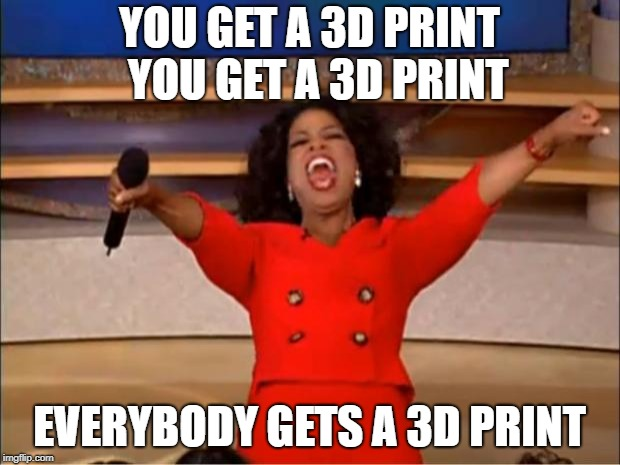 YOU GET A 3D PRINT
YOU GET A 3D PRINT
EVERYBODY GETS A 3D PRINT
imgflip.com